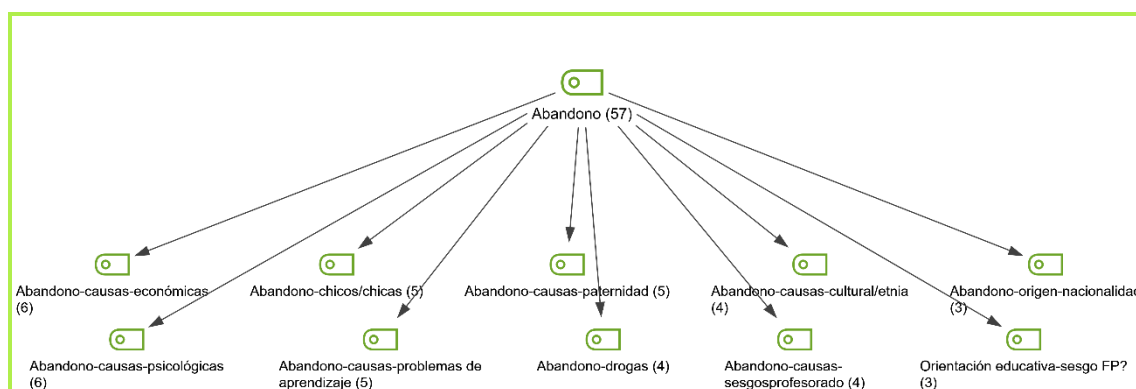 Abandono (57)
Abandono-causas-económicas
(6)
Abandono-chicos/chicas (5)
Abandono-causas-paternidad (5)
Abandono-causas-cultural/etnia
(4)
Abandono-origen-nacionalidad
(3)
Abandono-causas-psicológicas
(6)
Abandono-causas-problemas de
aprendizaje (5)
Abandono-drogas (4)
Abandono-causas-
sesgosprofesorado (4)
Orientación educativa-sesgo FP?
(3)